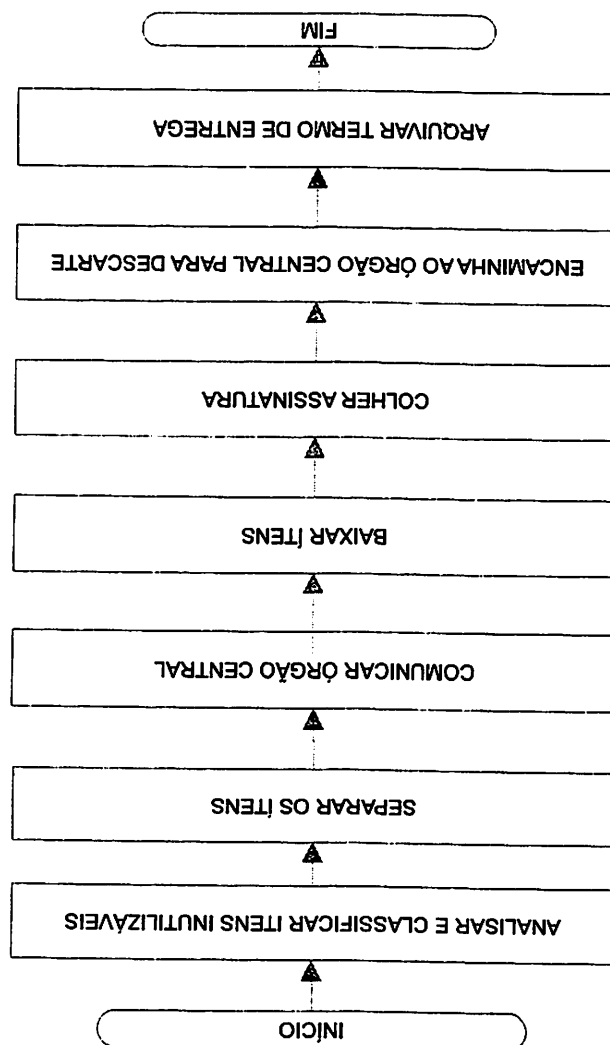 INÍCIO
ANALISAR E CLASSIFICAR ITENS INUTILIZÁVEIS
SEPARAR OS ÍTENS
COMUNICAR ÓRGÃO CENTRAL
BAIXAR ÍTENS
COLHER ASSINATURA
ENCAMINHA AO ÓRGÃO CENTRAL PARA DESCARTE
ARQUIVAR TERMO DE ENTREGA
FIM